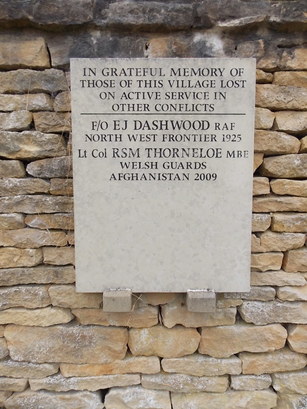 IN GRATEFUL MEMORY OF
THOSE OF THIS VILLAGE LOST
ON ACTIVE SERVICE IN
OTHER CONFLICTS
F/O EJ DASHWOOD RAF
NORTH WEST FRONTIER 1925
Lt Col RSM THORNELOE MBE
WELSH GUARDS
AFGHANISTAN 2009